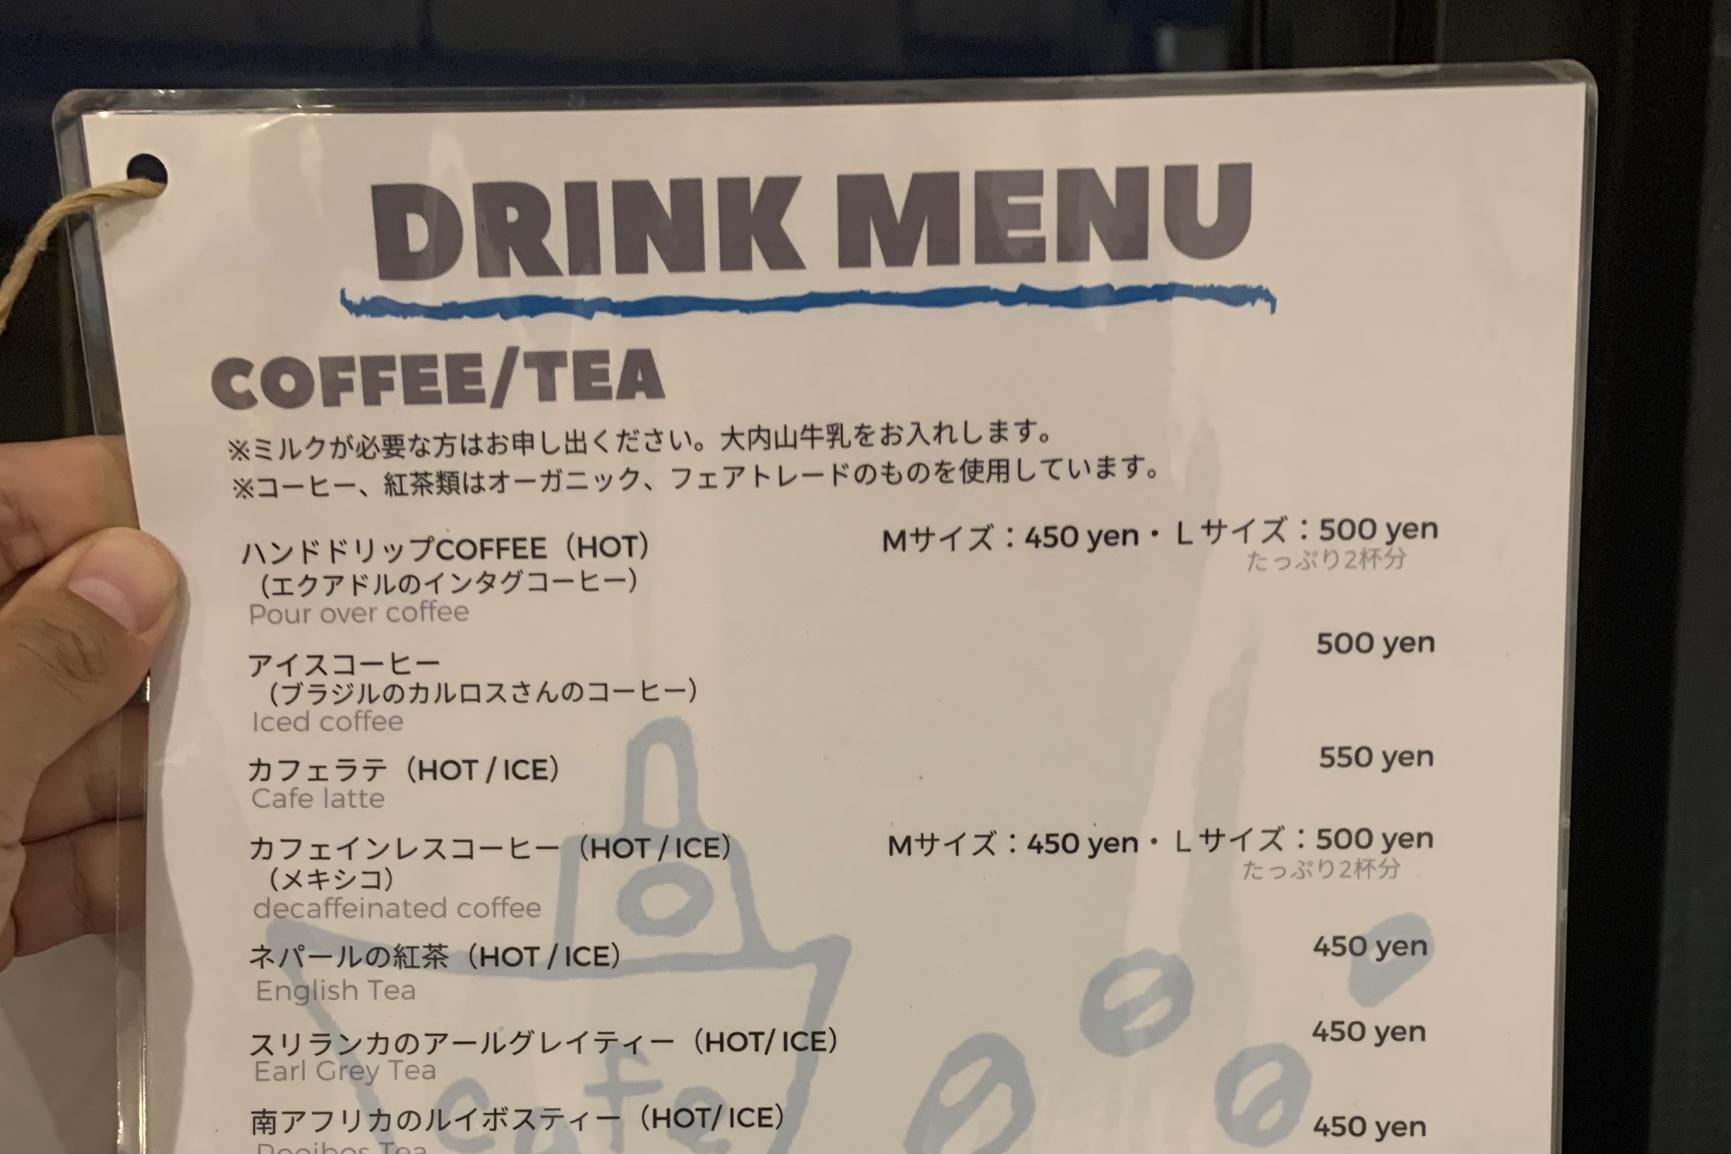 DRINK MENU
COFFEE/TEA
※ミルクが必要な方はお申し出ください。大内山牛乳をお入れします。
※コーヒー、紅茶類はオーガニック、フェアトレードのものを使用しています。
ハンドドリップCOFFEE（HOT） Mサイズ：450 yen・Lサイズ：500 yen
たっぷり2杯分
（エクアドルのインタグコーヒー）
Pour over coffee
アイスコーヒー 500 yen
（ブラジルのカルロスさんのコーヒー）
Iced coffee
カフェラテ（HOT / ICE） 550 yen
Cafe latte
カフェインレスコーヒー（HOT / ICE） Mサイズ：450 yen・Lサイズ：500 yen
たっぷり2杯分
（メキシコ）
decaffeinated coffee
ネパールの紅茶（HOT / ICE） 450 yen
English Tea
スリランカのアールグレイティー（HOT/ ICE） 450 yen
Earl Grey Tea
cafe
南アフリカのルイボスティー（HOT/ ICE） 450 yen
Rooibos Tea